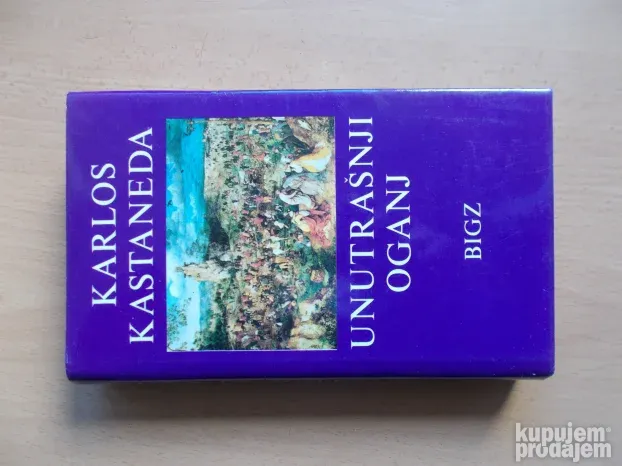 KARLOS
KASTANEDA
UNUTRAŠNJI
OGANJ
BIGZ
kupujem
prodajem